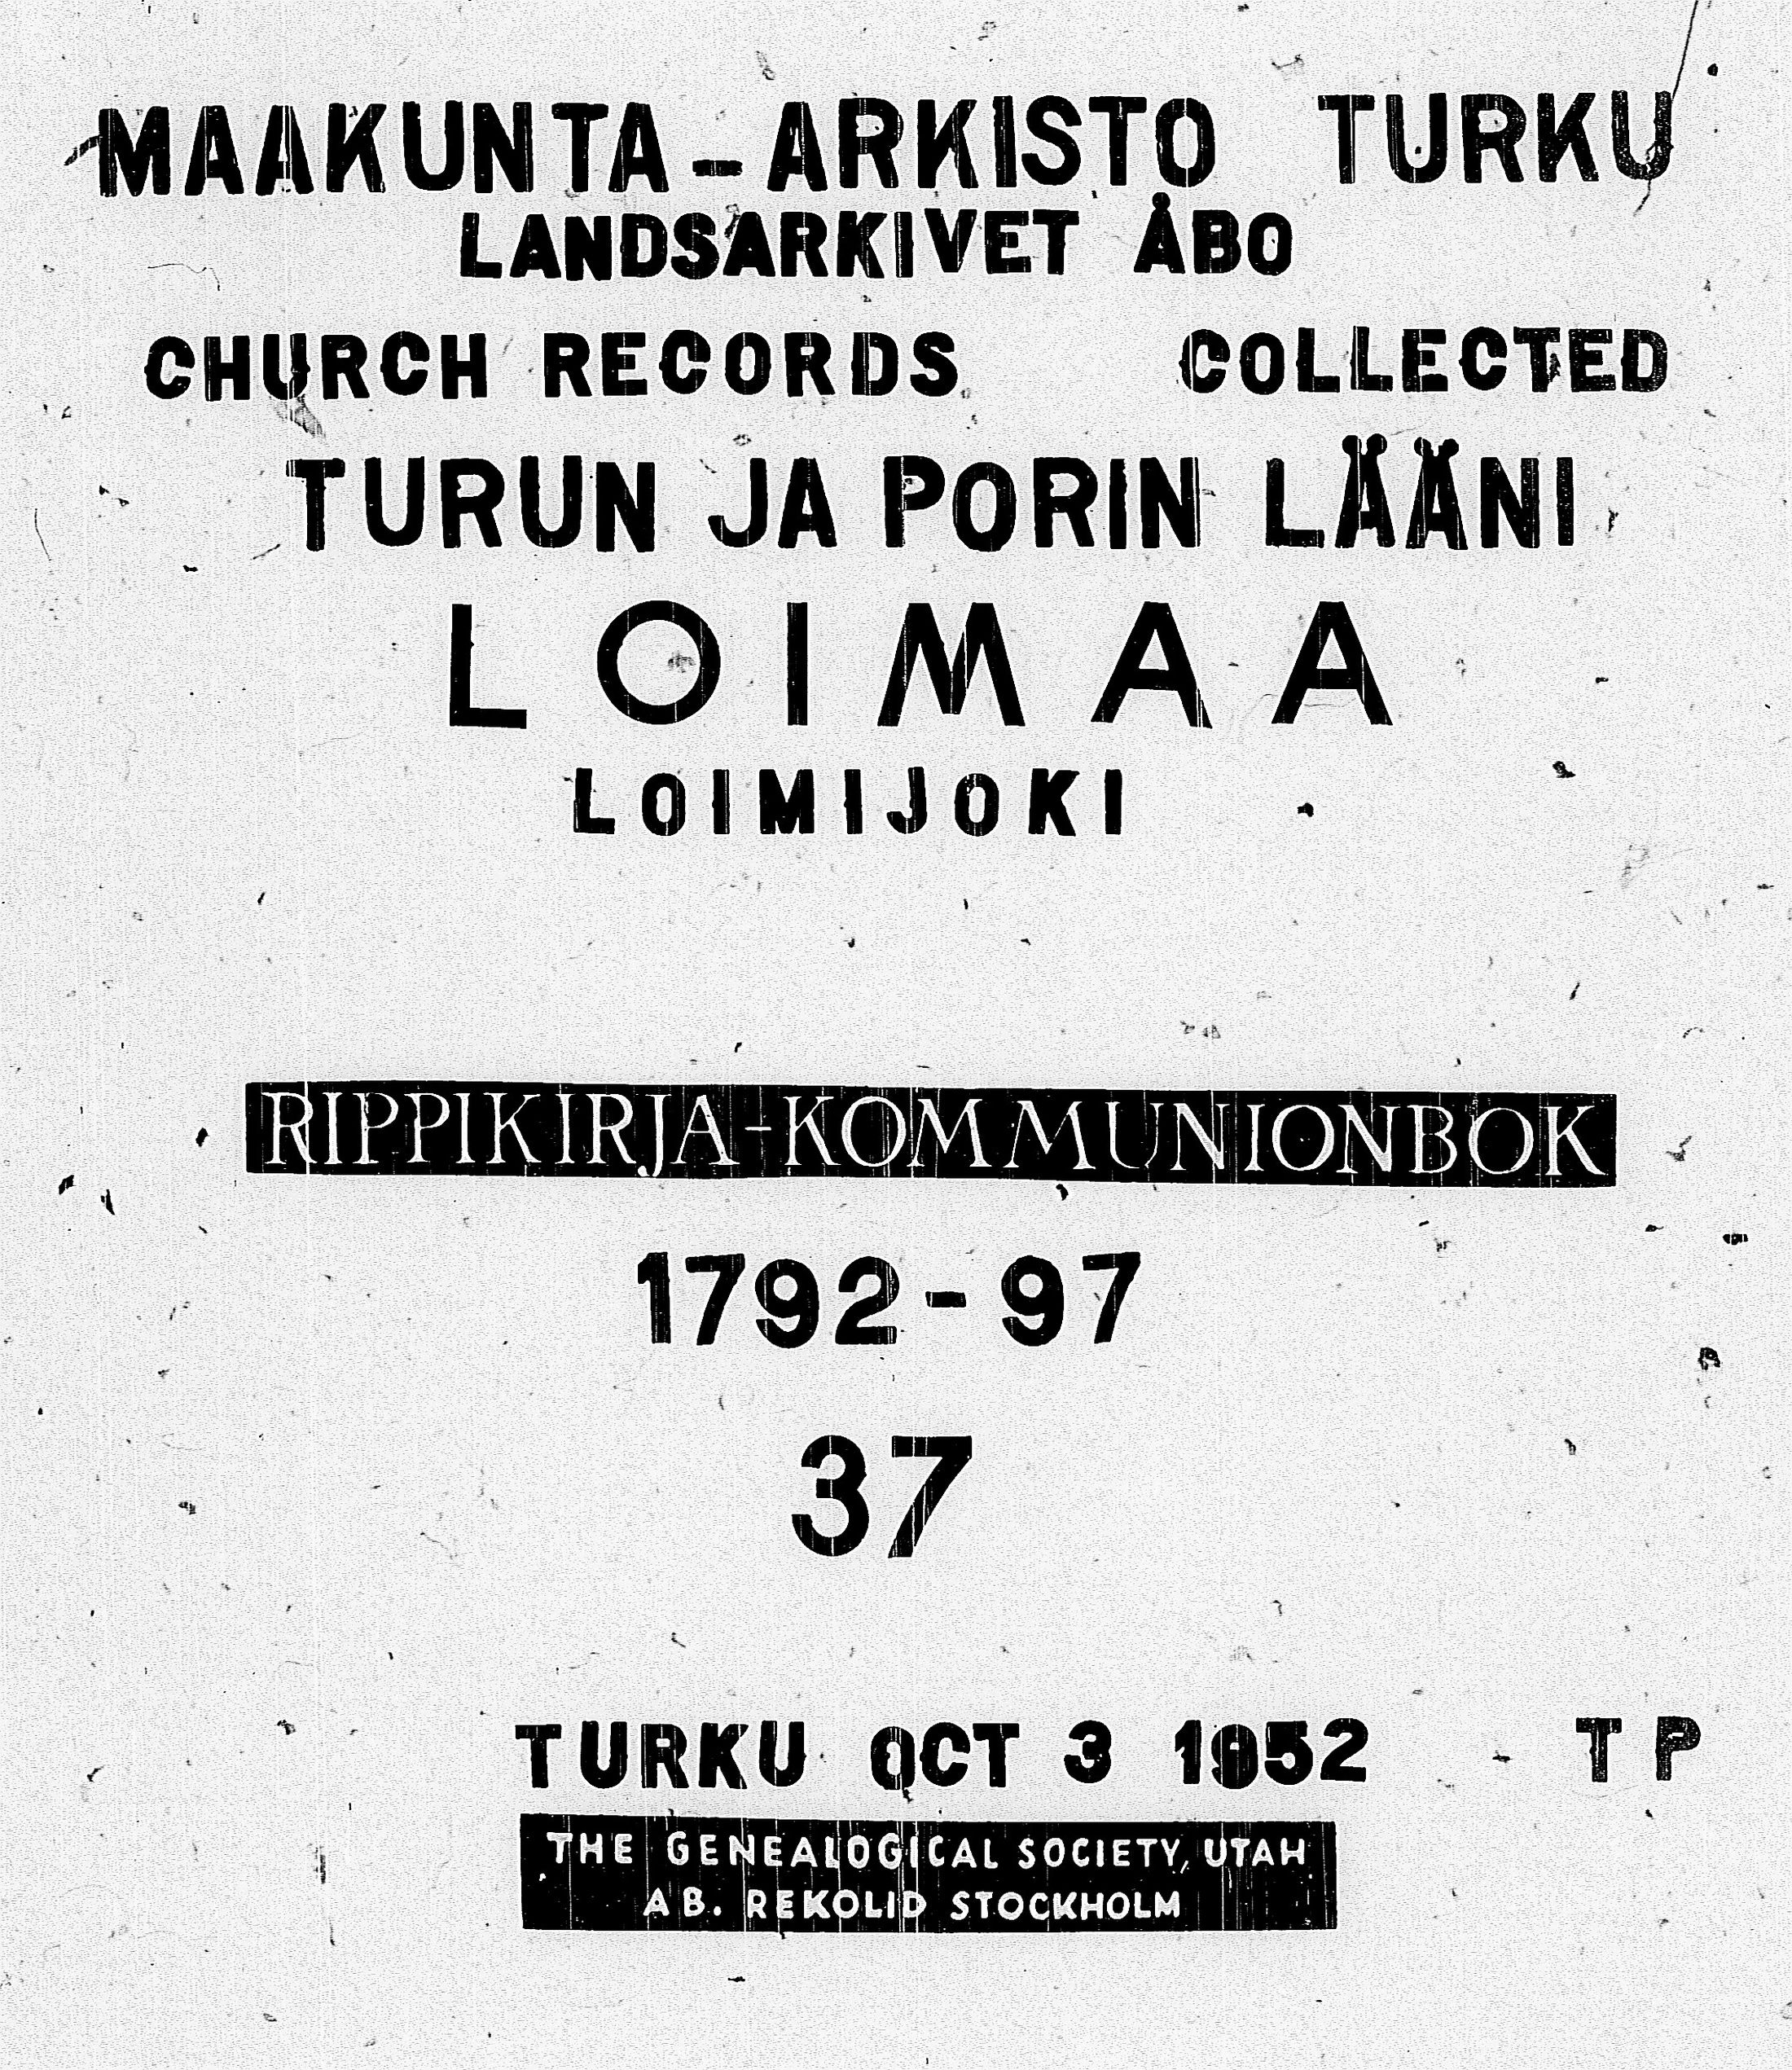 MAAKUNTA-ARKISTO TURKU
LANDSARKIVET ÅBO
CHURCH RECORDS COLLECTED
TURUN JA PORIN LÄÄNI
LOIMAA
LOIMIJOKI
RIPPIKIRJA-KOMMUNIONBOK
1792-97
37
TURKU OCT 3 1952 TP
THE GENEALOGICAL SOCIETY, UTAH
AB. REKOLID STOCKHOLM